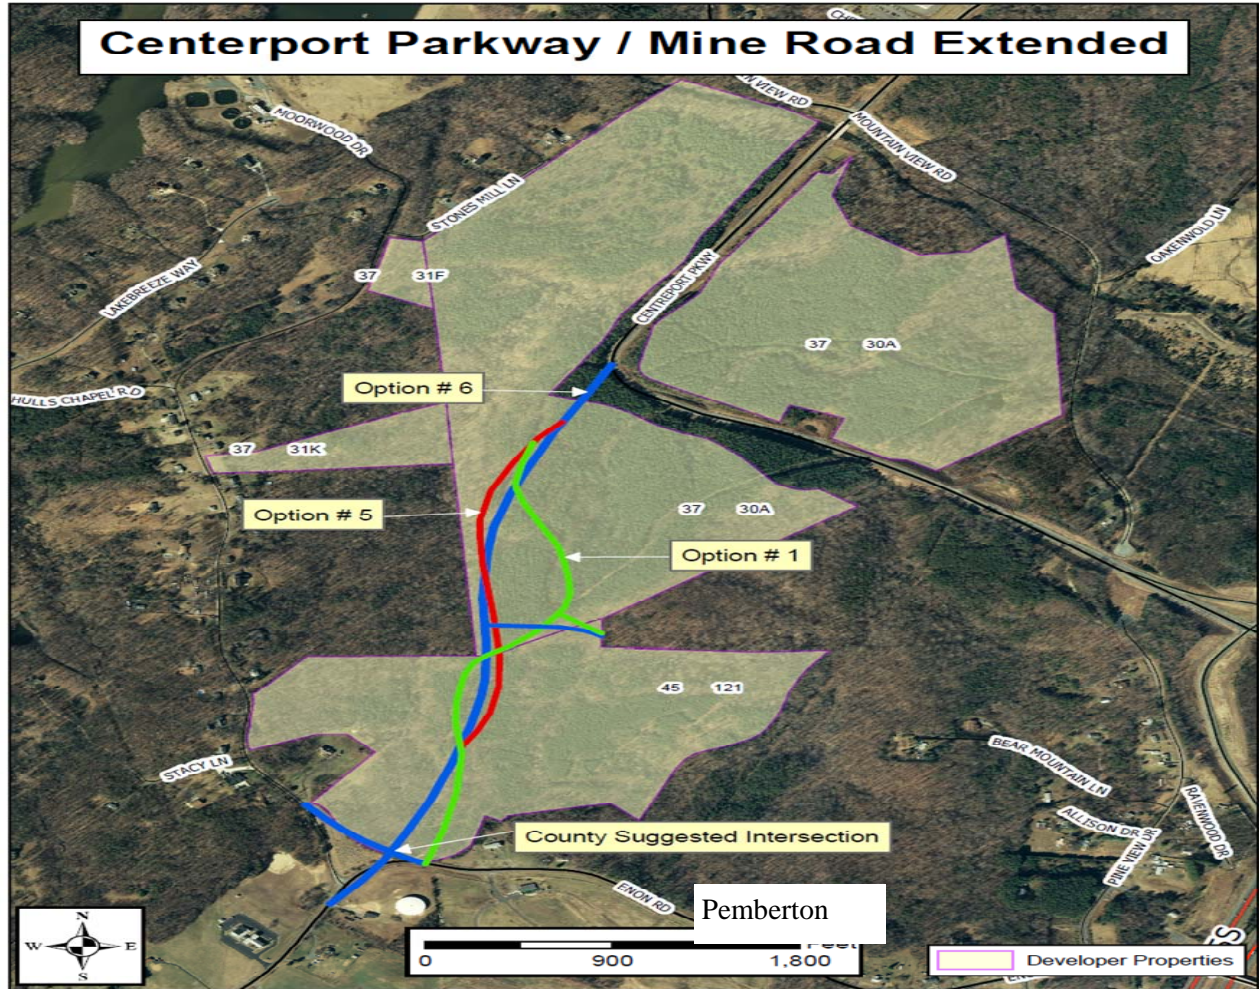 Centerport Parkway / Mine Road Extended
MOUNTAIN VIEW RD
MOORWOOD DR
STONES MILL LN
OAKENWOLD LN
LAKEBREEZE WAY
37 31F
CENTREPORT PKWY
37 30A
Option # 6
HULLS CHAPEL RD
37 31K
Option # 5
37 30A
Option # 1
45 121
STACY LN
BEAR MOUNTAIN LN
RAVENWOOD DR
ALLISON DR
PINE VIEW DR
County Suggested Intersection
ENON RD
Pemberton
N
W E
S
Feet
0 900 1,800
Developer Properties